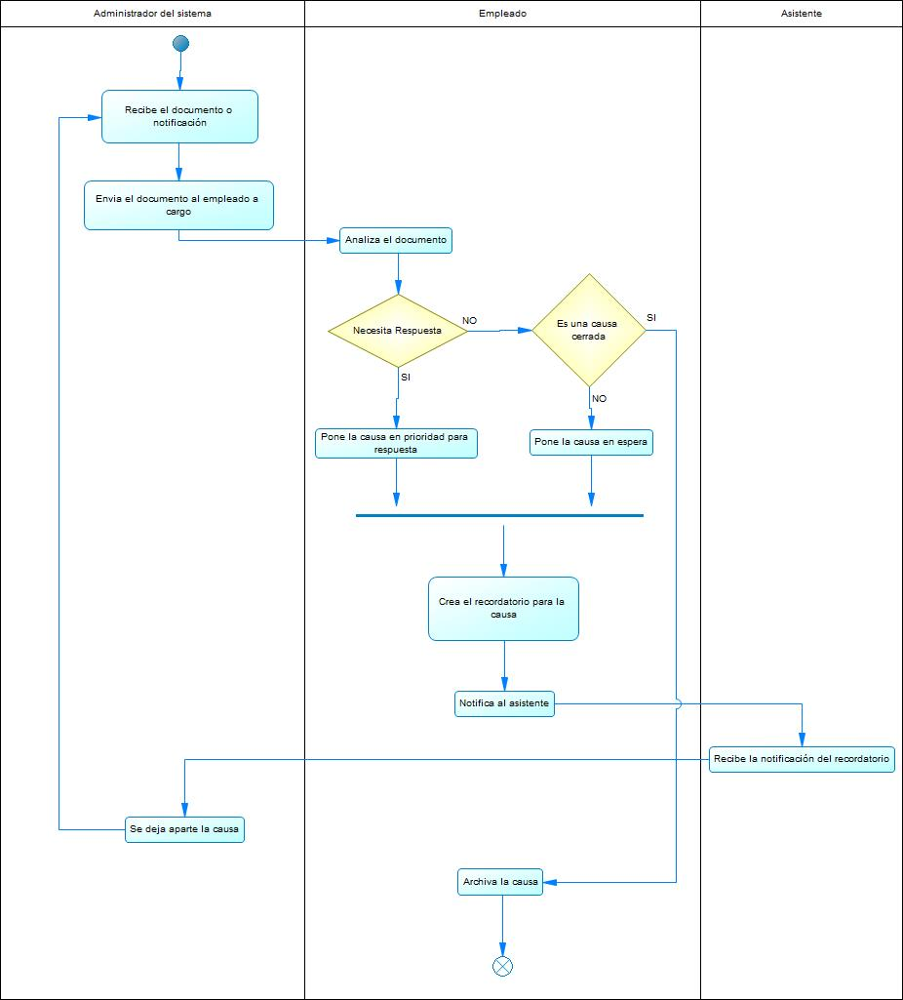 Administrador del sistema
Empleado
Asistente
Recibe el documento o
notificación
Envia el documento al empleado a
cargo
Analiza el documento
Necesita Respuesta
NO
Es una causa
cerrada
SI
SI
NO
Pone la causa en prioridad para
respuesta
Pone la causa en espera
Crea el recordatorio para la
causa
Notifica al asistente
Recibe la notificación del recordatorio
Se deja aparte la causa
Archiva la causa